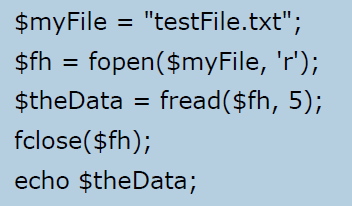 $myFile = "testFile.txt";
$fh = fopen($myFile, 'r');
$theData = fread($fh, 5);
fclose($fh);
echo $theData;